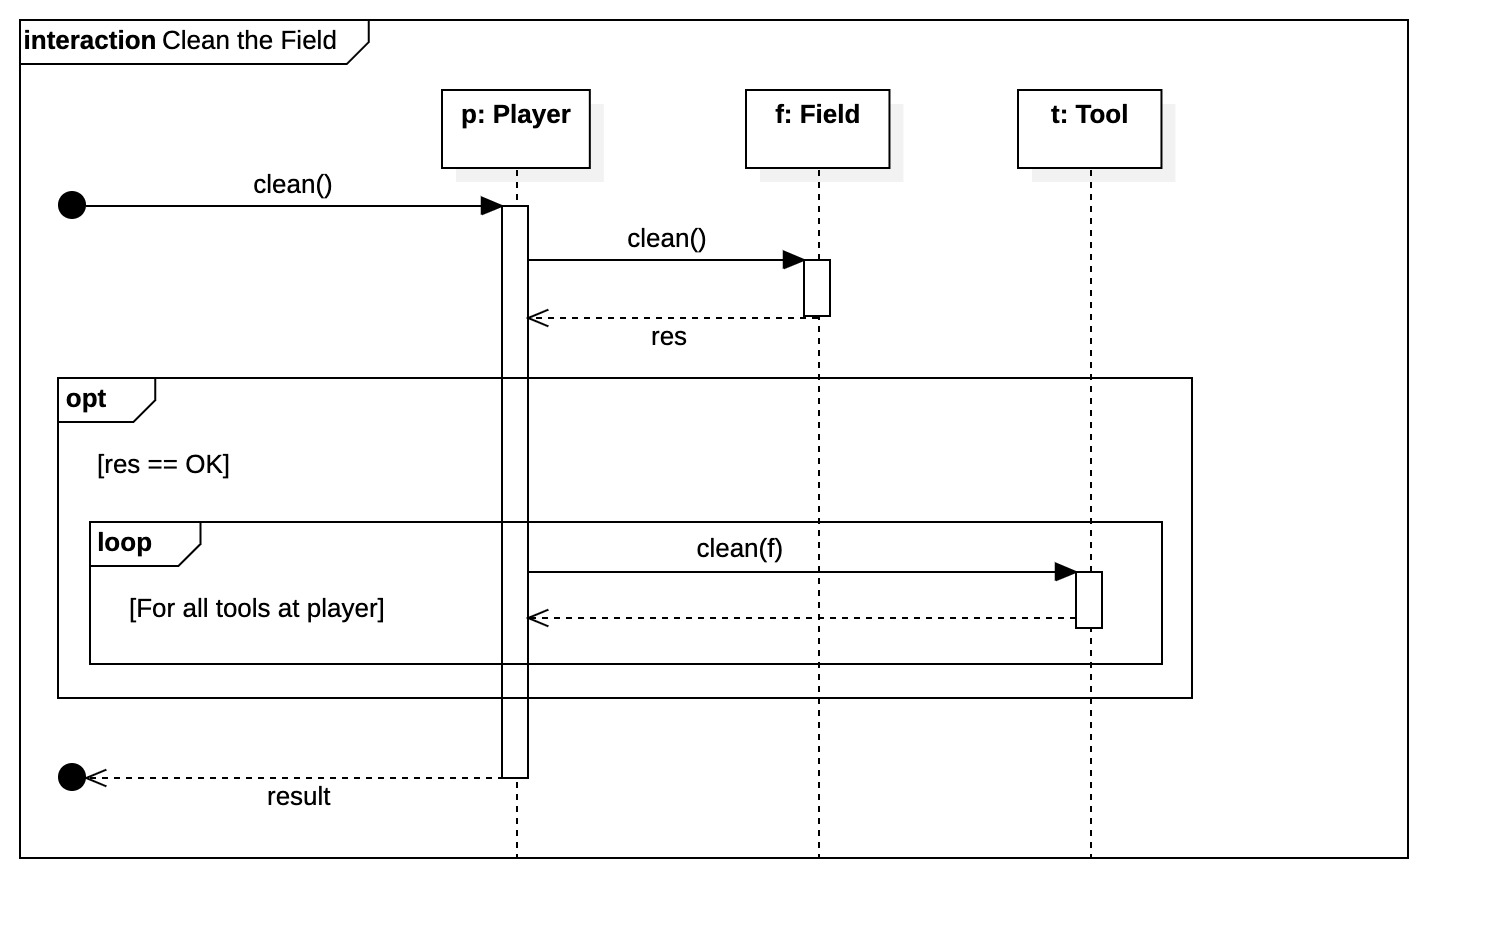 interaction Clean the Field
p: Player
f: Field
t: Tool
clean()
clean()
res
opt
[res == OK]
loop
clean(f)
[For all tools at player]
result